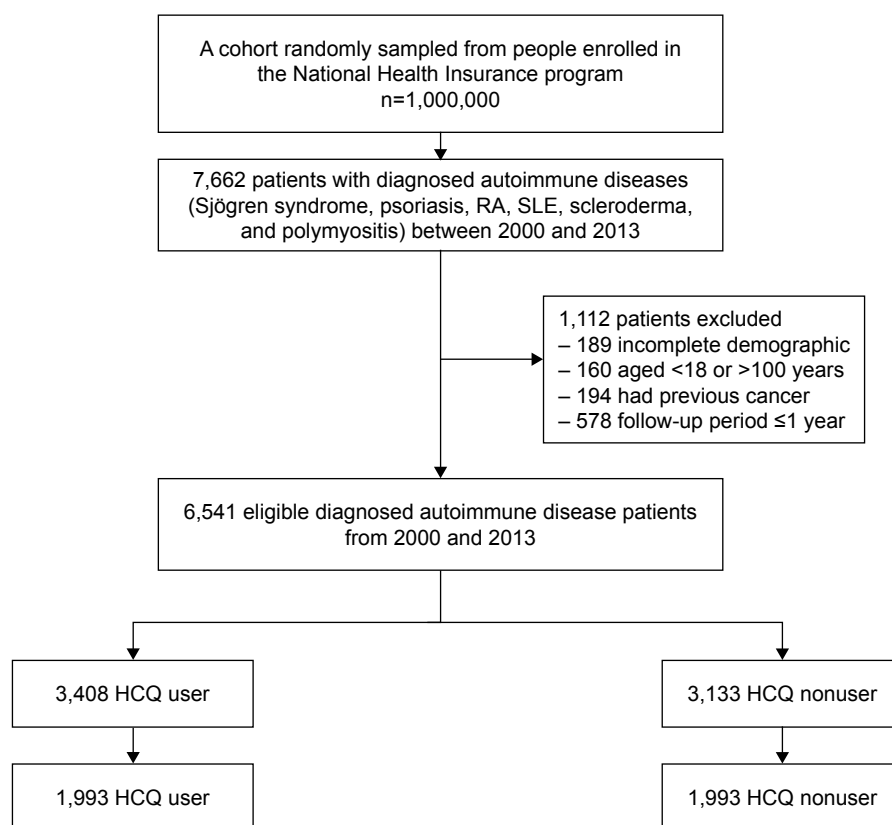 A cohort randomly sampled from people enrolled in
the National Health Insurance program
n=1,000,000
7,662 patients with diagnosed autoimmune diseases
(Sjögren syndrome, psoriasis, RA, SLE, scleroderma,
and polymyositis) between 2000 and 2013
1,112 patients excluded
– 189 incomplete demographic
– 160 aged <18 or >100 years
– 194 had previous cancer
– 578 follow-up period ≤1 year
6,541 eligible diagnosed autoimmune disease patients
from 2000 and 2013
3,408 HCQ user
3,133 HCQ nonuser
1,993 HCQ user
1,993 HCQ nonuser